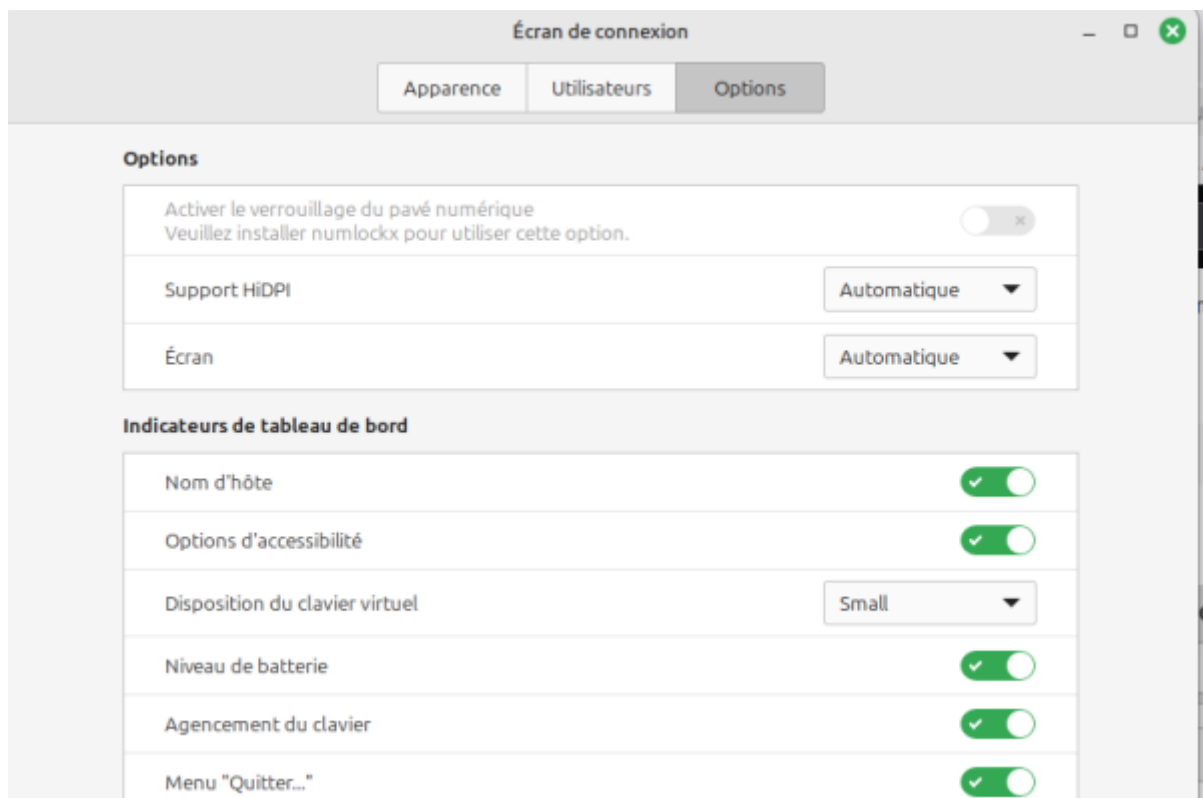 Écran de connexion
Apparence
Utilisateurs
Options
Options
Activer le verrouillage du pavé numérique
Veuillez installer numlockx pour utiliser cette option.
Support HiDPI
Automatique
Écran
Automatique
Indicateurs de tableau de bord
Nom d'hôte
Options d'accessibilité
Disposition du clavier virtuel
Small
Niveau de batterie
Agencement du clavier
Menu "Quitter..."